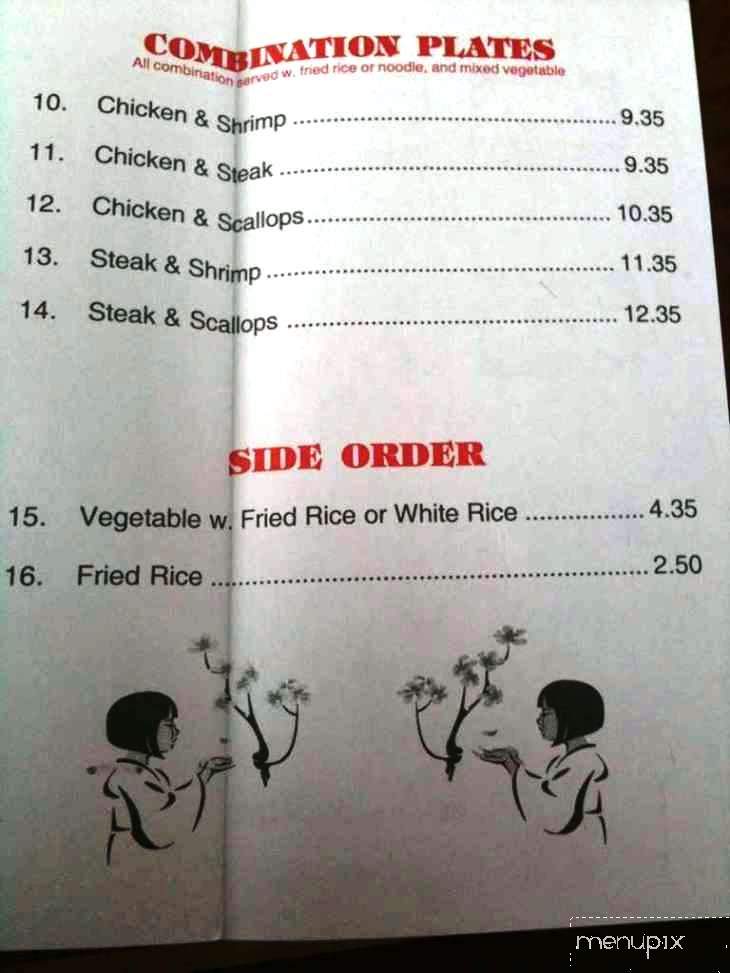 COMBINATION PLATES
All combination served w. fried rice or noodle, and mixed vegetable
10. Chicken & Shrimp ........................................ 9.35
11. Chicken & Steak ........................................ 9.35
12. Chicken & Scallops ........................................ 10.35
13. Steak & Shrimp ........................................ 11.35
14. Steak & Scallops ........................................ 12.35
SIDE ORDER
15. Vegetable w. Fried Rice or White Rice ................. 4.35
16. Fried Rice ........................................ 2.50
menupix